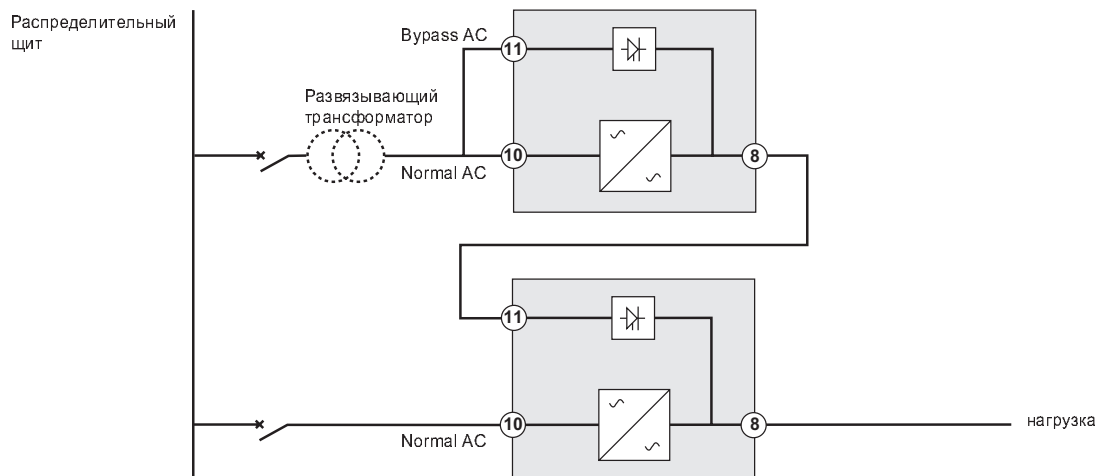 Распределительный
щит
Bypass AC
11
Развязывающий
трансформатор
10
8
Normal AC
11
10
8
нагрузка
Normal AC